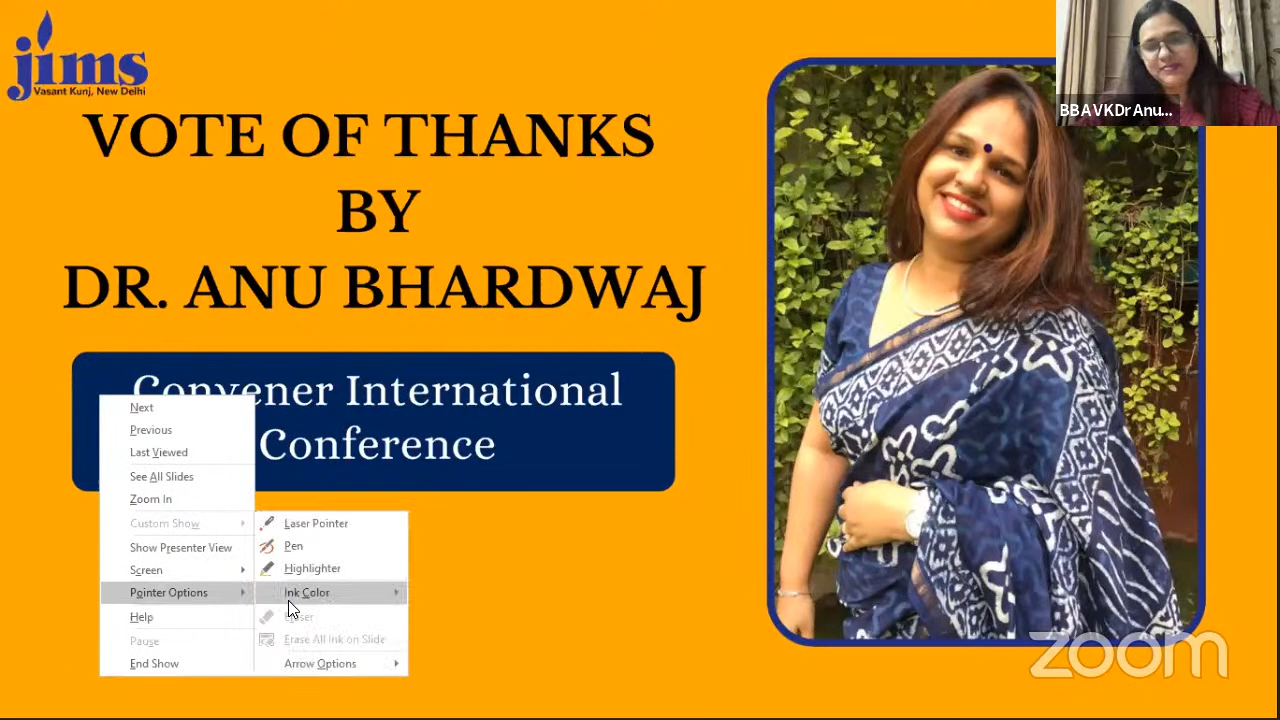 jims
Vasant Kunj, New Delhi
BBAVKDrAnu...
VOTE OF THANKS
BY
DR. ANU BHARDWAJ
Convener International
Conference
Next
Previous
Last Viewed
See All Slides
Zoom In
Custom Show
Show Presenter View
Screen
Pointer Options
Help
Pause
End Show
Laser Pointer
Pen
Highlighter
Ink Color
Eraser
Erase All Ink on Slide
Arrow Options
zoom